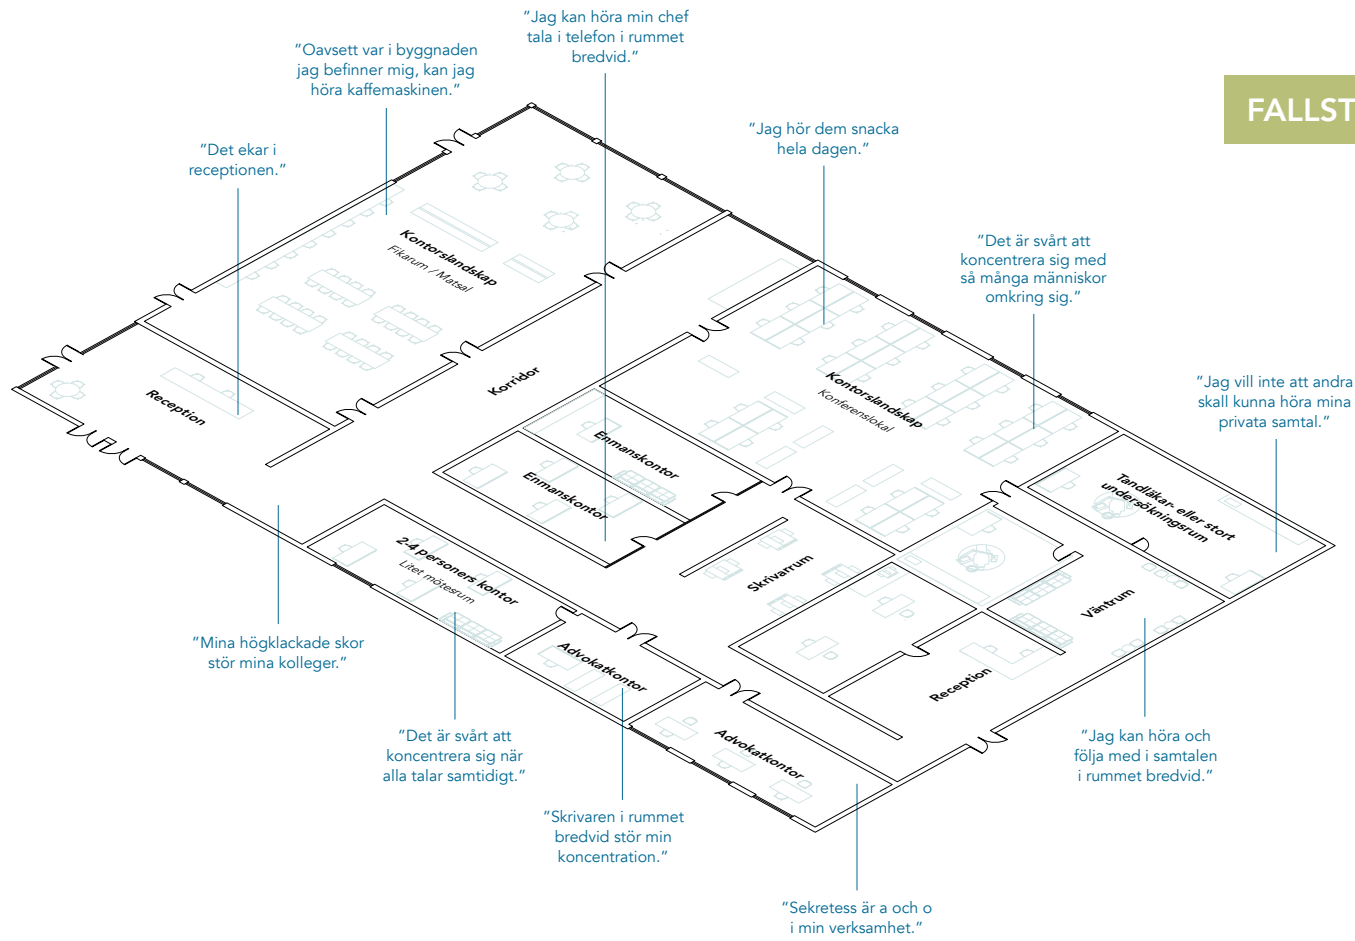 "Jag kan höra min chef
tala i telefon i rummet
bredvid."
"Oavsett var i byggnaden
jag befinner mig, kan jag
höra kaffemaskinen."
FALLST
"Jag hör dem snacka
hela dagen."
"Det ekar i
receptionen."
"Det är svårt att
koncentrera sig med
så många människor
omkring sig."
Kontorslandskap
Fikarum / Matsal
Korridor
Reception
Kontorslandskap
Konferenslokal
"Jag vill inte att andra
skall kunna höra mina
privata samtal."
Enmanskontor
Enmanskontor
Tandläkar- eller stort
undersökningsrum
2-4 personers kontor
Litet mötesrum
Skrivarrum
Väntrum
"Mina högklackade skor
stör mina kolleger."
Advokatkontor
Reception
Advokatkontor
"Det är svårt att
koncentrera sig när
alla talar samtidigt."
"Jag kan höra och
följa med i samtalen
i rummet bredvid."
"Skrivaren i rummet
bredvid stör min
koncentration."
"Sekretess är a och o
i min verksamhet."